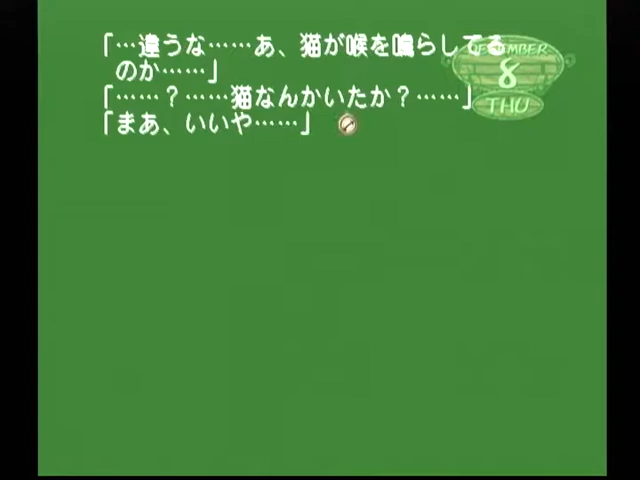 「…違うな……あ、猫が喉を鳴らしてる
のか……」
「……？……猫なんかいたか？……」
「まあ、いいや……」
DECEMBER
8
THU